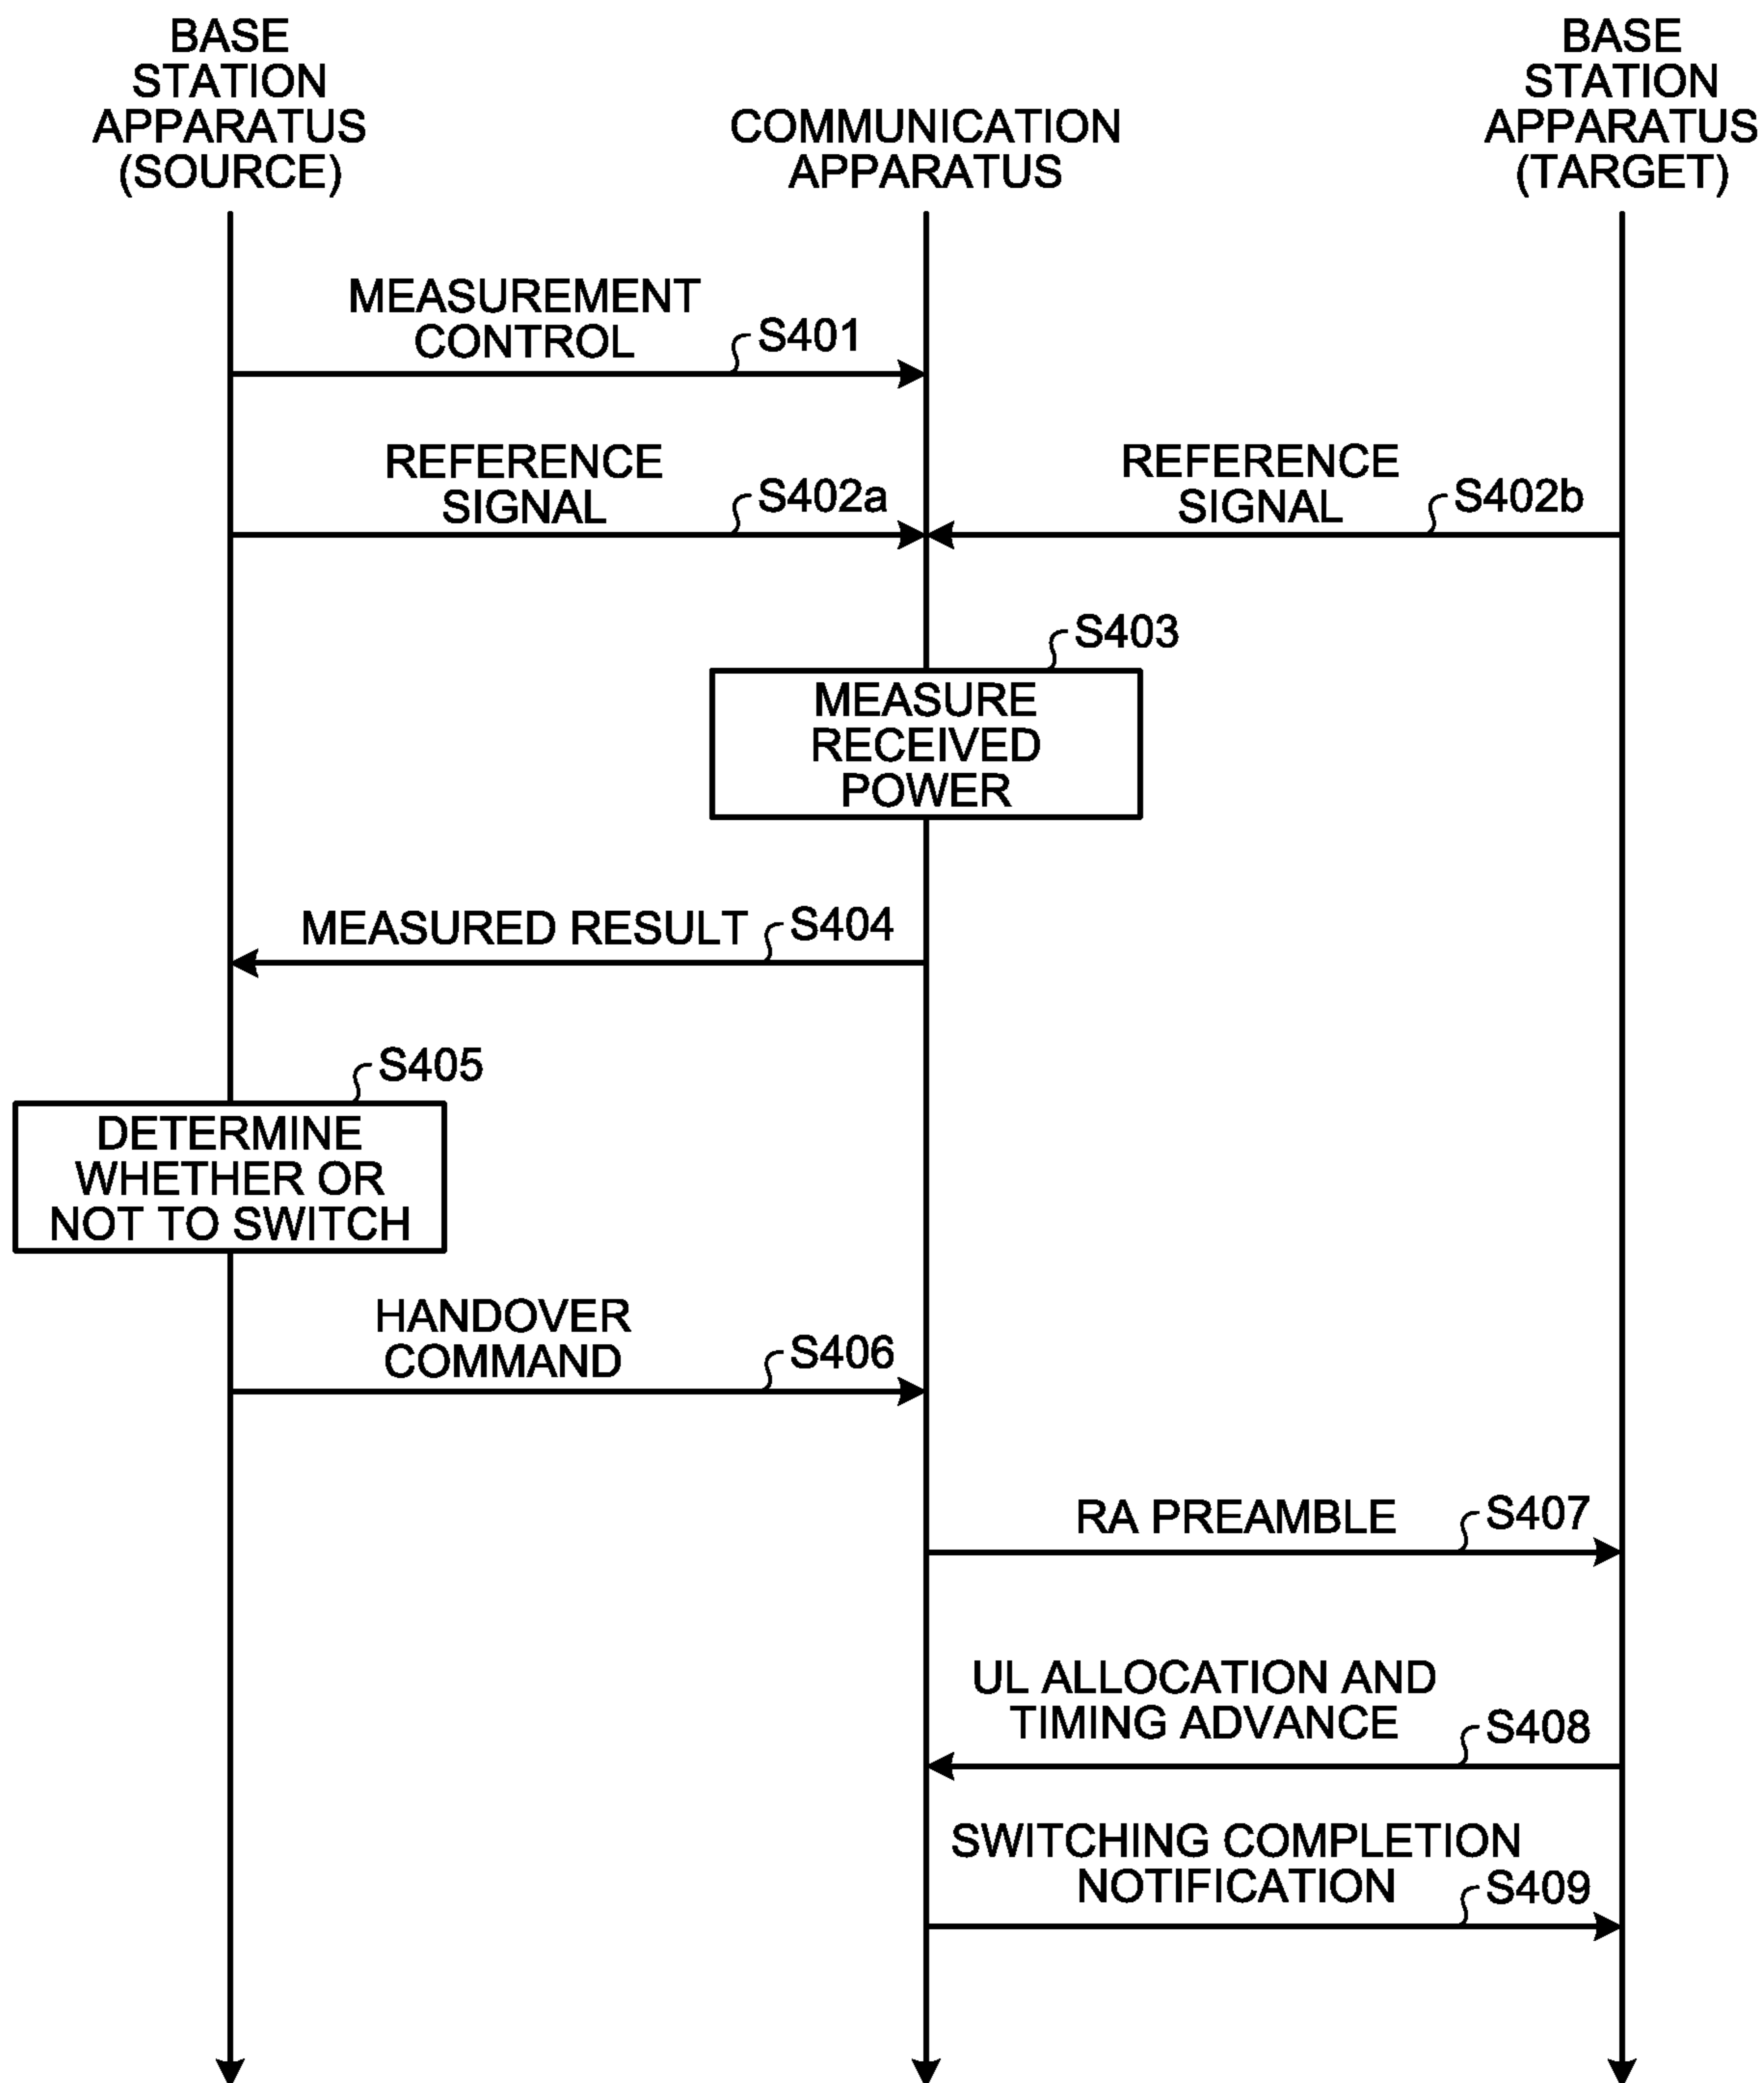 BASE
STATION
APPARATUS
(SOURCE)
COMMUNICATION
APPARATUS
BASE
STATION
APPARATUS
(TARGET)
MEASUREMENT
CONTROL
S401
REFERENCE
SIGNAL
S402a
REFERENCE
SIGNAL
S402b
S403
MEASURE
RECEIVED
POWER
MEASURED RESULT
S404
S405
DETERMINE
WHETHER OR
NOT TO SWITCH
HANDOVER
COMMAND
S406
RA PREAMBLE
S407
UL ALLOCATION AND
TIMING ADVANCE
S408
SWITCHING COMPLETION
NOTIFICATION
S409